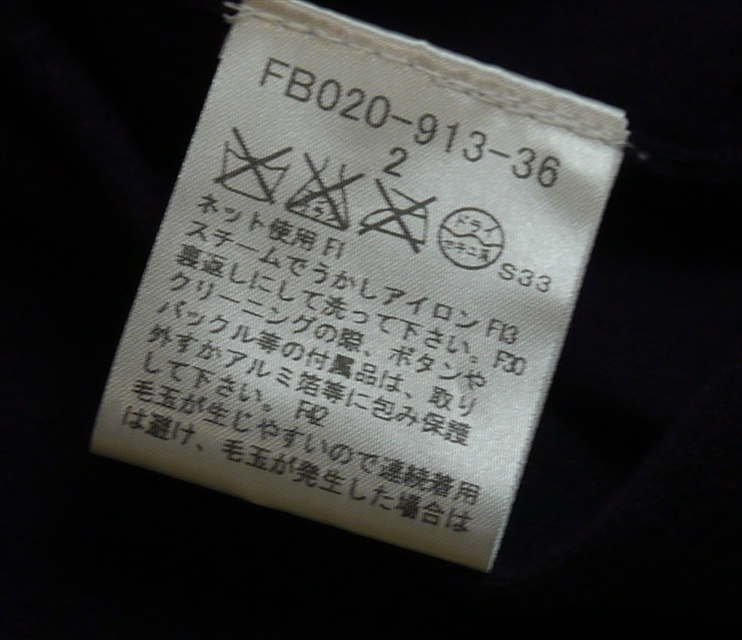 FB020-913-36
2
エンソ
ドライ
セキユ系
S33
ネット使用 F1
スチームでうかしアイロン F13
裏返しにして洗って下さい。F30
クリーニングの際、ボタンや
バックル等の付属品は、取り
外すかアルミ箔等に包み保護
して下さい。 F42
毛玉が生じやすいので連続着用
は避け、毛玉が発生した場合は